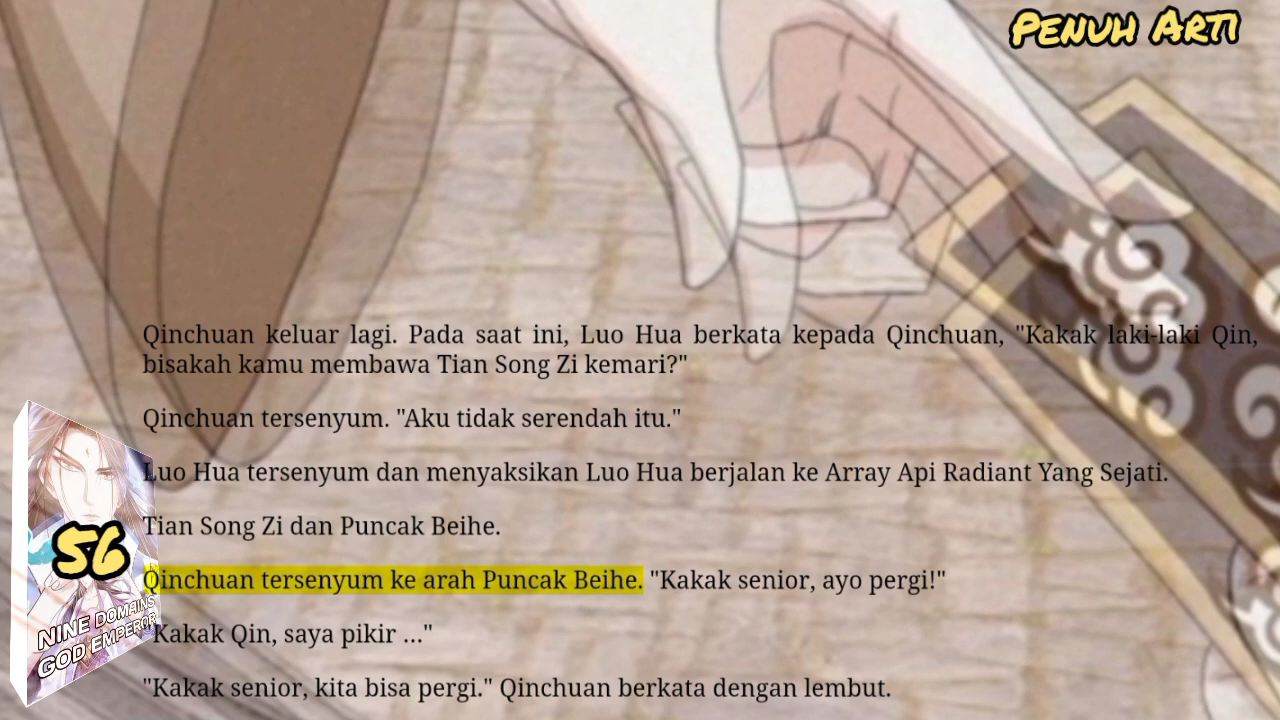 PENUH ARTI
Qinchuan keluar lagi. Pada saat ini, Luo Hua berkata kepada Qinchuan, "Kakak laki-laki Qin,
bisakah kamu membawa Tian Song Zi kemari?"
Qinchuan tersenyum. "Aku tidak serendah itu."
Luo Hua tersenyum dan menyaksikan Luo Hua berjalan ke Array Api Radiant Yang Sejati.
Tian Song Zi dan Puncak Beihe.
Qinchuan tersenyum ke arah Puncak Beihe. "Kakak senior, ayo pergi!"
"Kakak Qin, saya pikir ..."
"Kakak senior, kita bisa pergi." Qinchuan berkata dengan lembut.
56
NINE DOMAINS
GOD EMPEROR